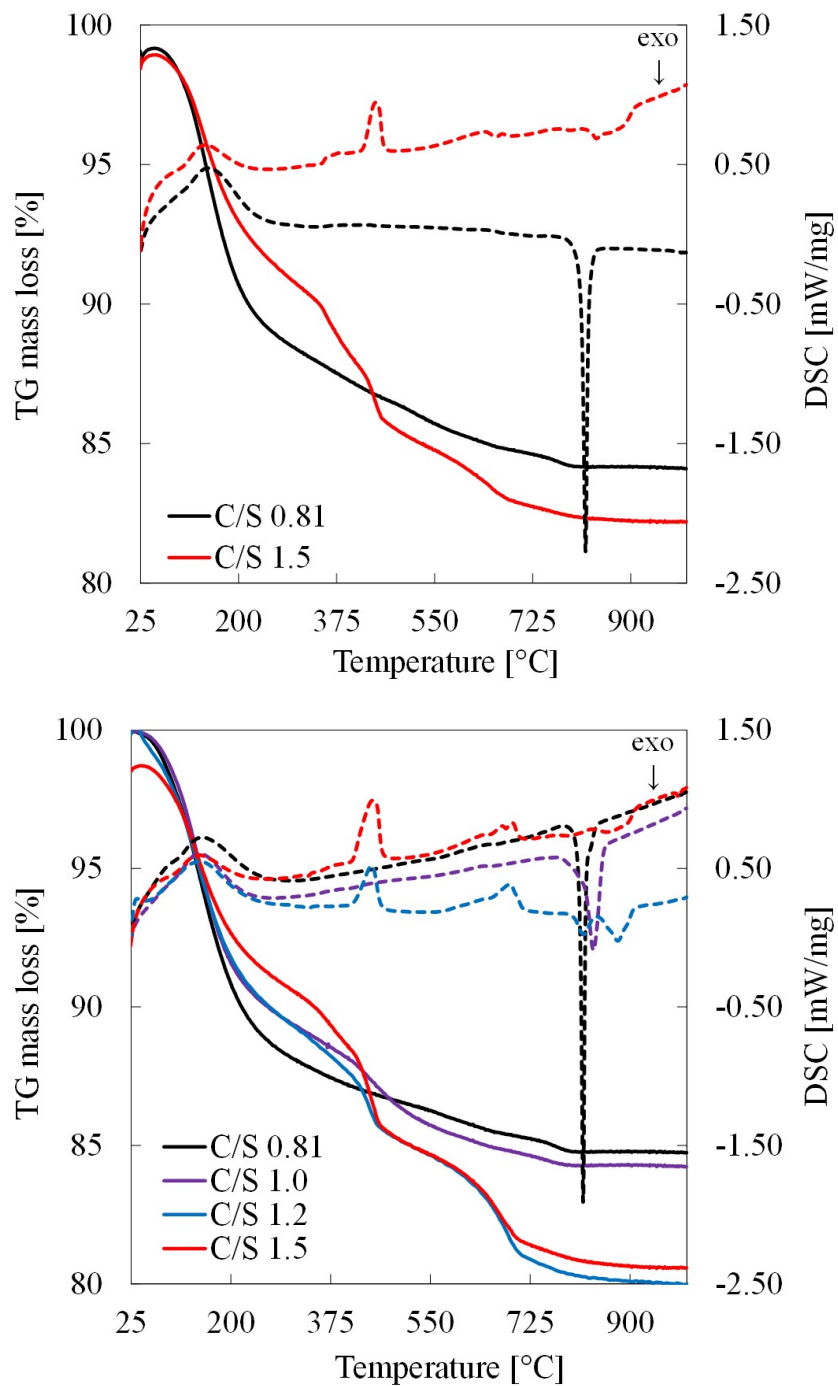 100
95
90
85
80
TG mass loss [%]
exo
↓
1.50
0.50
-0.50
-1.50
-2.50
DSC [mW/mg]
C/S 0.81
C/S 1.5
25 200 375 550 725 900
Temperature [°C]
100
95
90
85
80
TG mass loss [%]
exo
↓
1.50
0.50
-0.50
-1.50
-2.50
DSC [mW/mg]
C/S 0.81
C/S 1.0
C/S 1.2
C/S 1.5
25 200 375 550 725 900
Temperature [°C]